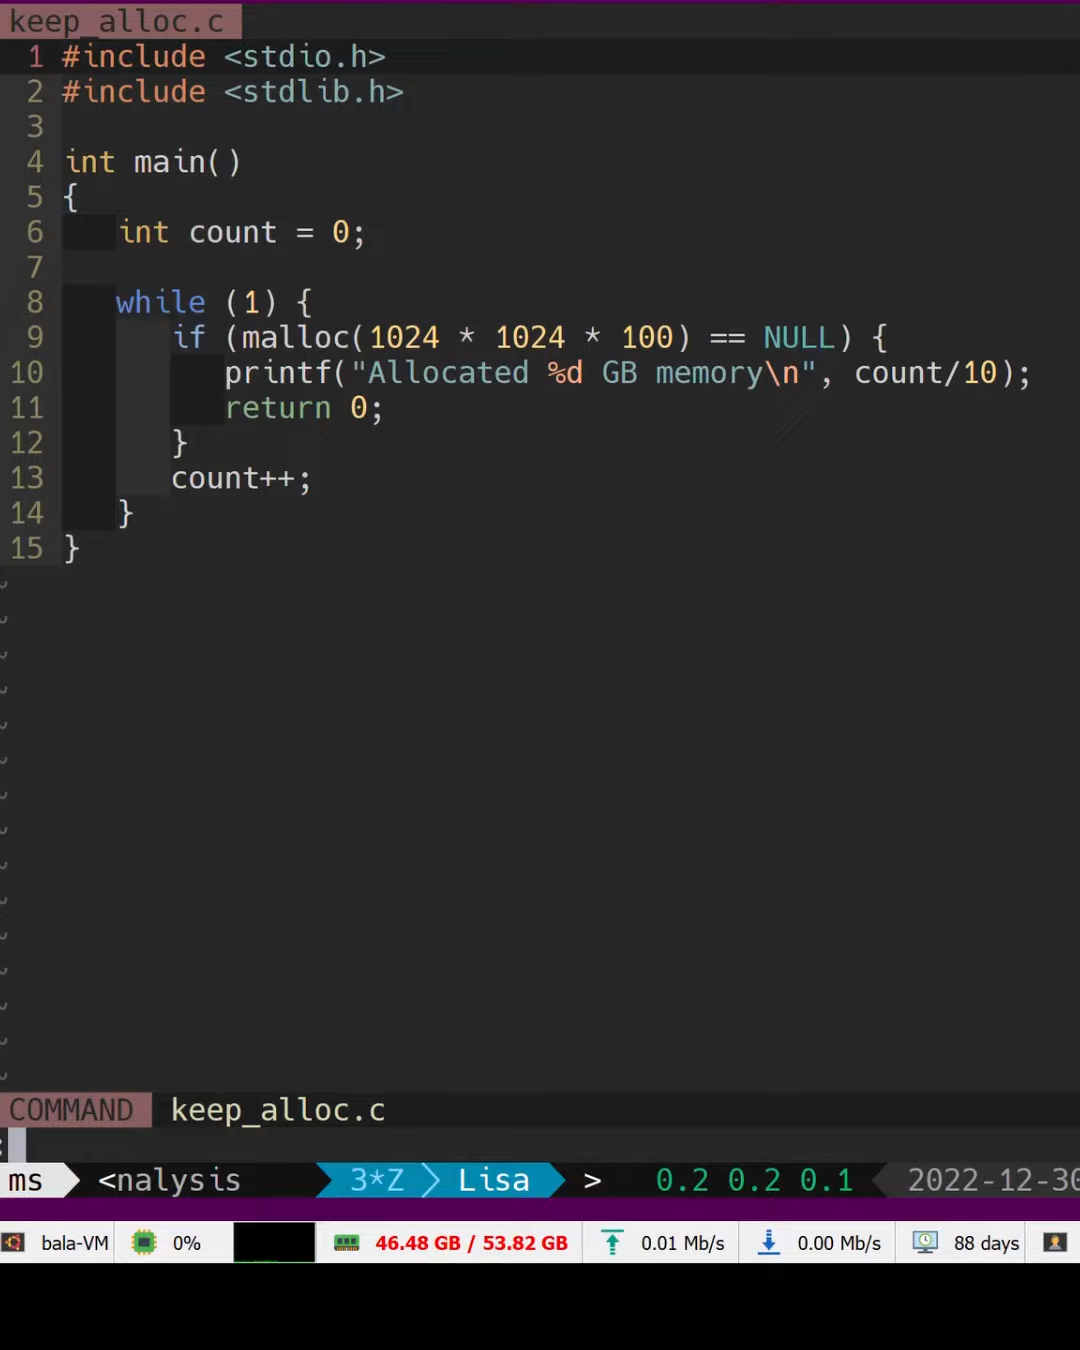 keep_alloc.c
1 #include <stdio.h>
2 #include <stdlib.h>
3
4 int main()
5 {
6    int count = 0;
7
8    while (1) {
9       if (malloc(1024 * 1024 * 100) == NULL) {
10         printf("Allocated %d GB memory\n", count/10);
11         return 0;
12      }
13      count++;
14   }
15 }
COMMAND keep_alloc.c
:
ms <nalysis 3*Z Lisa > 0.2 0.2 0.1 2022-12-30
bala-VM 0% 46.48 GB / 53.82 GB 0.01 Mb/s 0.00 Mb/s 88 days